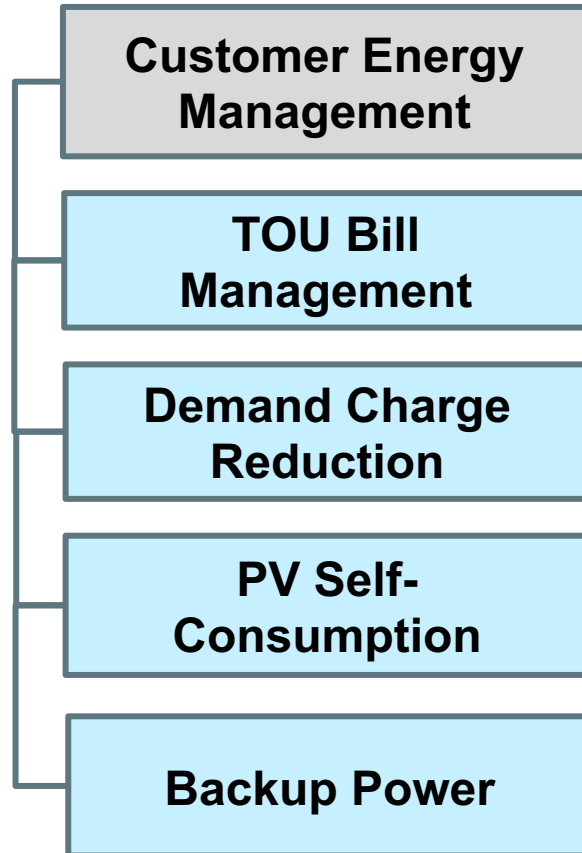 Customer Energy
Management
TOU Bill
Management
Demand Charge
Reduction
PV Self-
Consumption
Backup Power